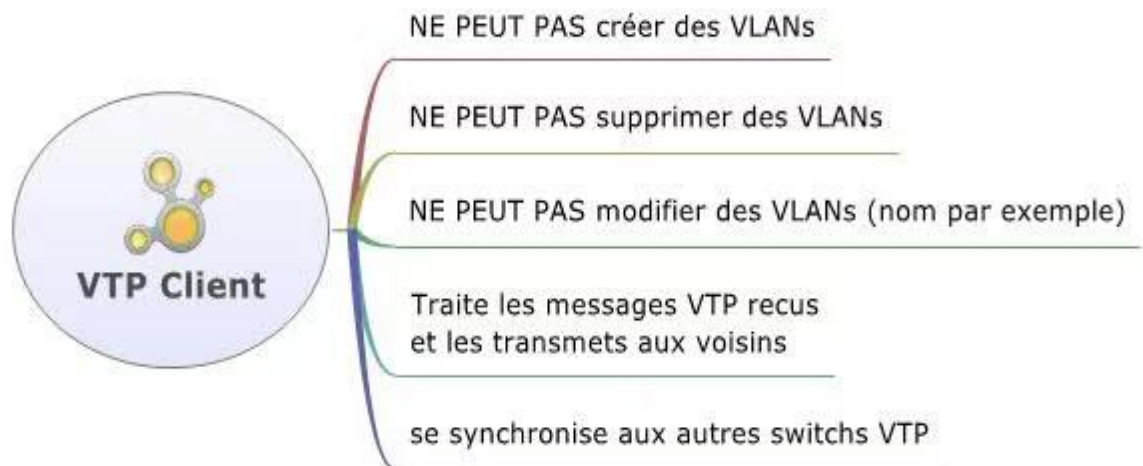 NE PEUT PAS créer des VLANs
NE PEUT PAS supprimer des VLANs
NE PEUT PAS modifier des VLANs (nom par exemple)
VTP Client
Traite les messages VTP recus
et les transmets aux voisins
se synchronise aux autres switchs VTP